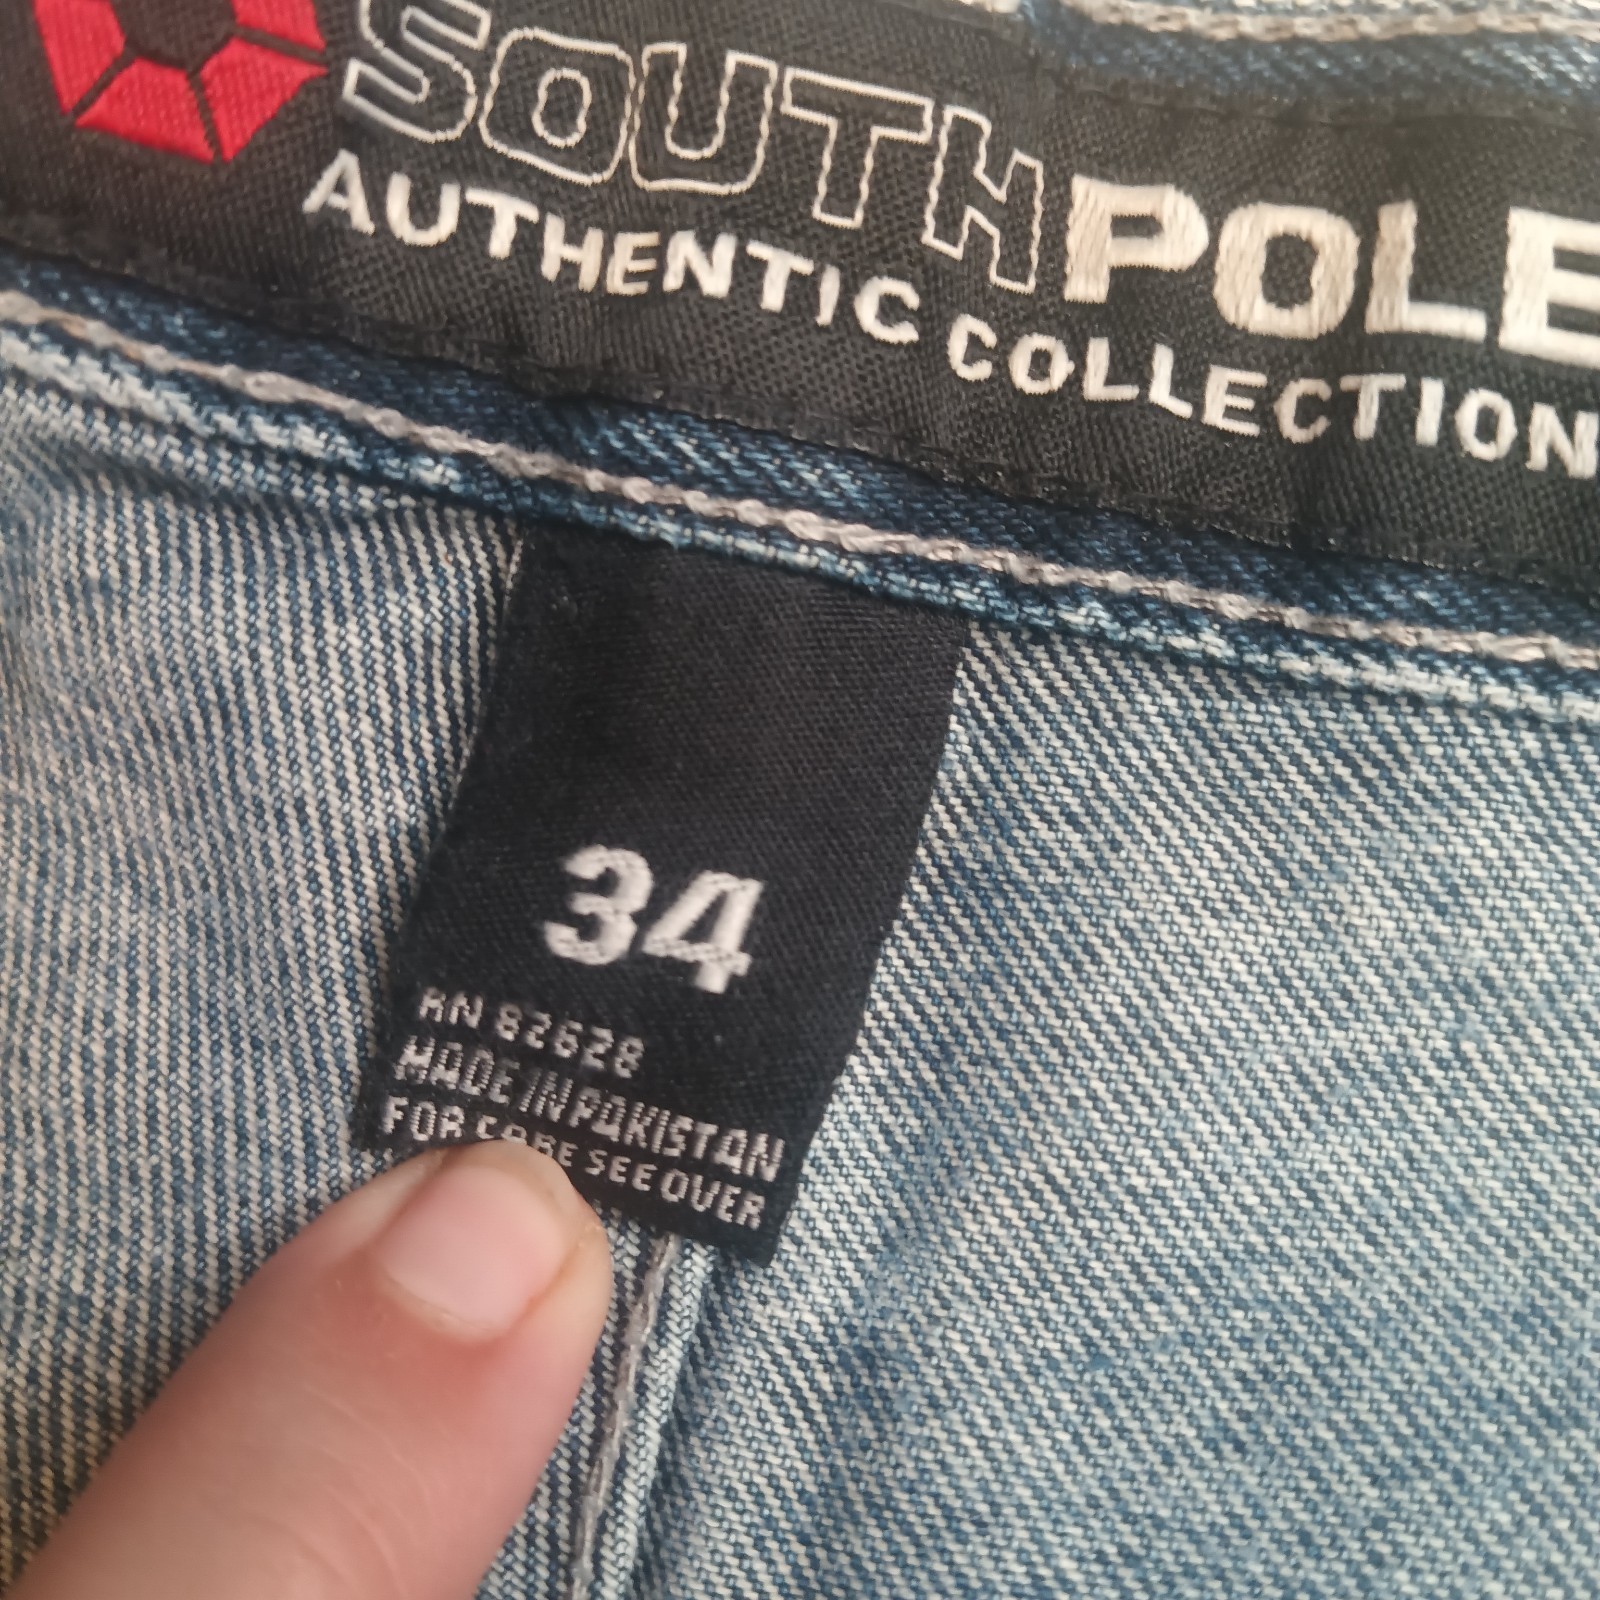 SOUTHPOLE
AUTHENTIC COLLECTION
34
RN 82628
MADE IN PAKISTAN
FOR CARE SEE OVER